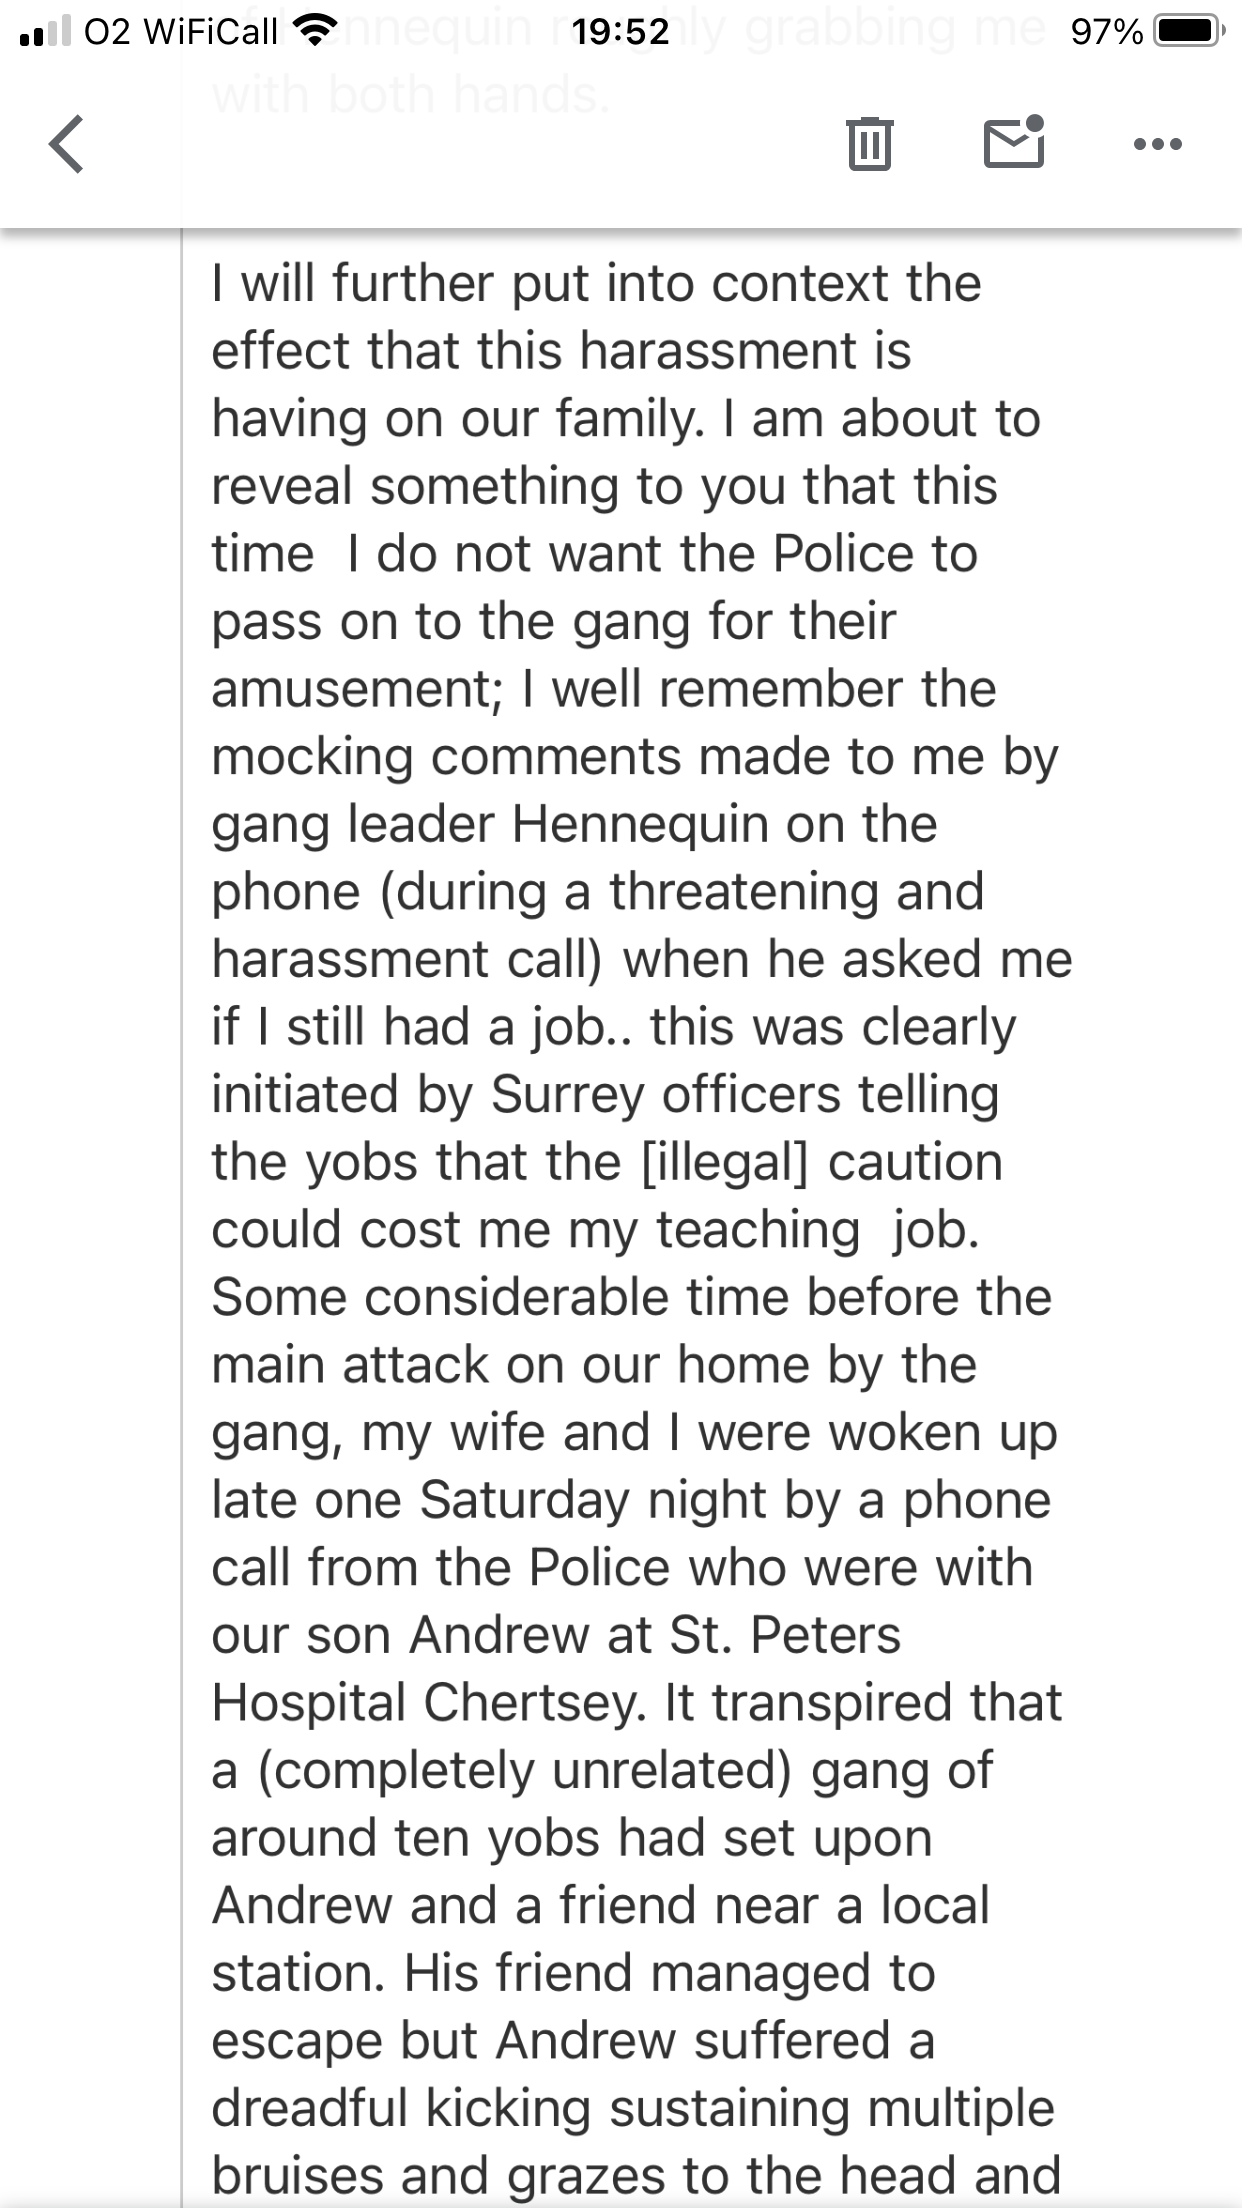 O2 WiFiCall 19:52 97%
Hennequin roughly grabbing me
with both hands.
I will further put into context the
effect that this harassment is
having on our family. I am about to
reveal something to you that this
time  I do not want the Police to
pass on to the gang for their
amusement; I well remember the
mocking comments made to me by
gang leader Hennequin on the
phone (during a threatening and
harassment call) when he asked me
if I still had a job.. this was clearly
initiated by Surrey officers telling
the yobs that the [illegal] caution
could cost me my teaching  job.
Some considerable time before the
main attack on our home by the
gang, my wife and I were woken up
late one Saturday night by a phone
call from the Police who were with
our son Andrew at St. Peters
Hospital Chertsey. It transpired that
a (completely unrelated) gang of
around ten yobs had set upon
Andrew and a friend near a local
station. His friend managed to
escape but Andrew suffered a
dreadful kicking sustaining multiple
bruises and grazes to the head and